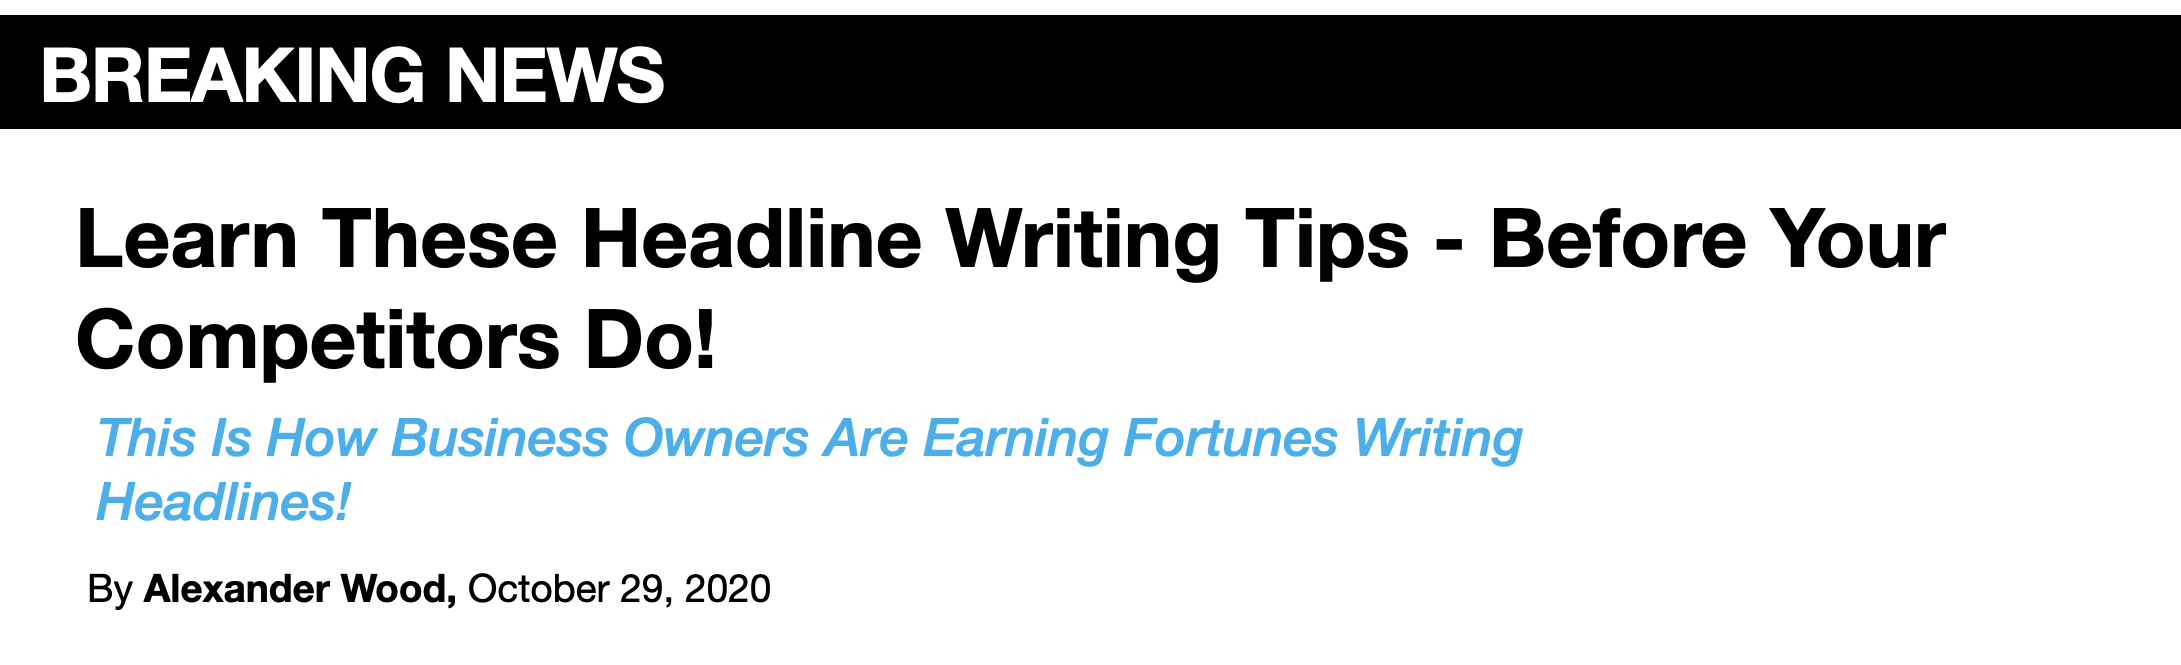 BREAKING NEWS
Learn These Headline Writing Tips - Before Your
Competitors Do!
This Is How Business Owners Are Earning Fortunes Writing
Headlines!
By Alexander Wood, October 29, 2020